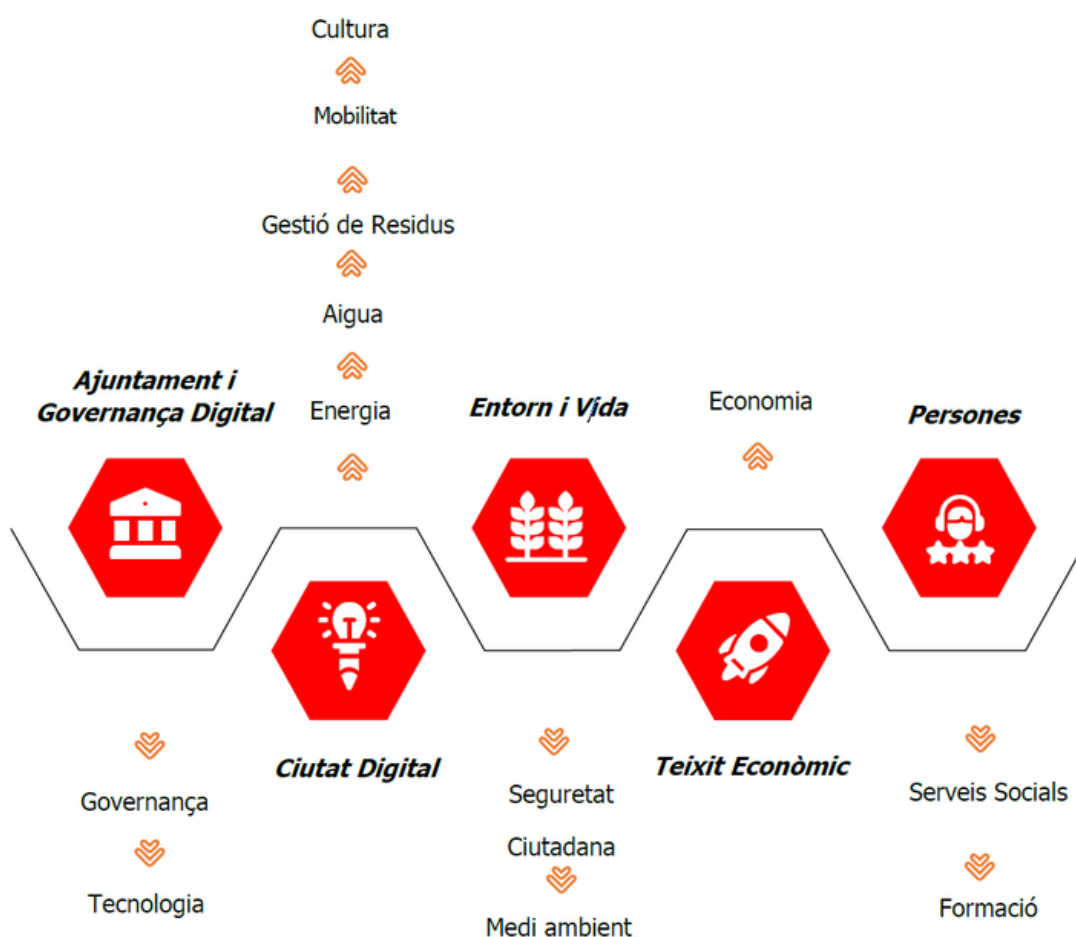 Cultura
Mobilitat
Gestió de Residus
Aigua
Energia
Ajuntament i
Governança Digital
Entorn i Vida
Economia
Persones
Ciutat Digital
Teixit Econòmic
Governança
Tecnologia
Seguretat
Ciutadana
Medi ambient
Serveis Socials
Formació